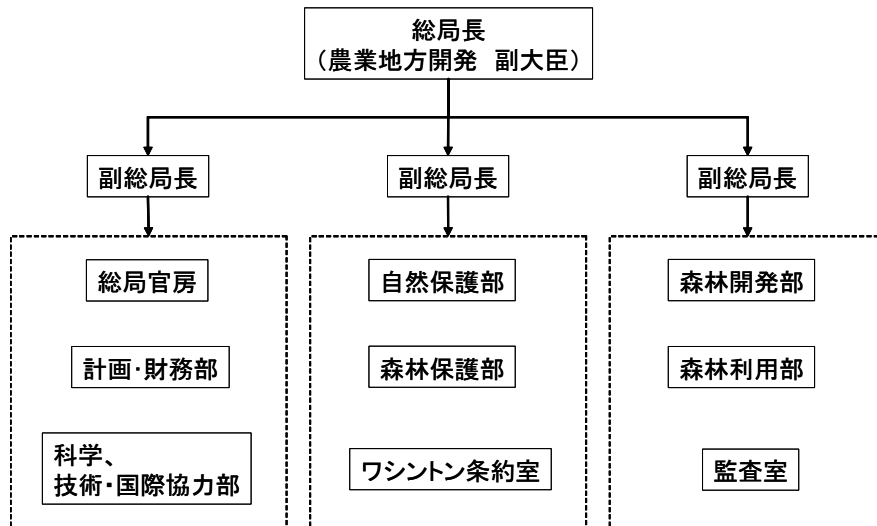 総局長
（農業地方開発　副大臣）
副総局長
副総局長
副総局長
総局官房
自然保護部
森林開発部
計画･財務部
森林保護部
森林利用部
科学、
技術・国際協力部
ワシントン条約室
監査室